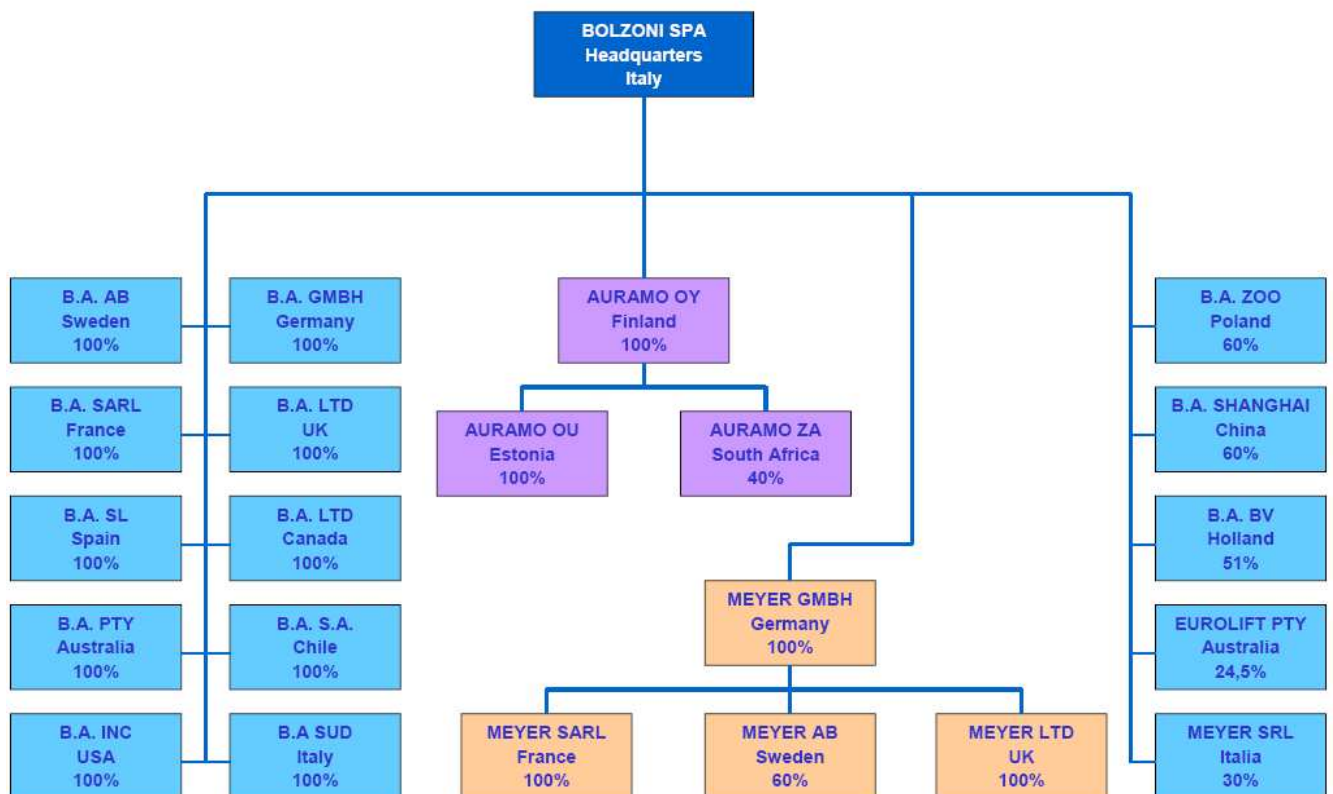 BOLZONI SPA
Headquarters
Italy
B.A. AB
Sweden
100%
B.A. GMBH
Germany
100%
AURAMO OY
Finland
100%
B.A. ZOO
Poland
60%
B.A. SARL
France
100%
B.A. LTD
UK
100%
AURAMO OU
Estonia
100%
AURAMO ZA
South Africa
40%
B.A. SHANGHAI
China
60%
B.A. SL
Spain
100%
B.A. LTD
Canada
100%
B.A. BV
Holland
51%
B.A. PTY
Australia
100%
B.A. S.A.
Chile
100%
MEYER GMBH
Germany
100%
EUROLIFT PTY
Australia
24,5%
B.A. INC
USA
100%
B.A SUD
Italy
100%
MEYER SARL
France
100%
MEYER AB
Sweden
60%
MEYER LTD
UK
100%
MEYER SRL
Italia
30%